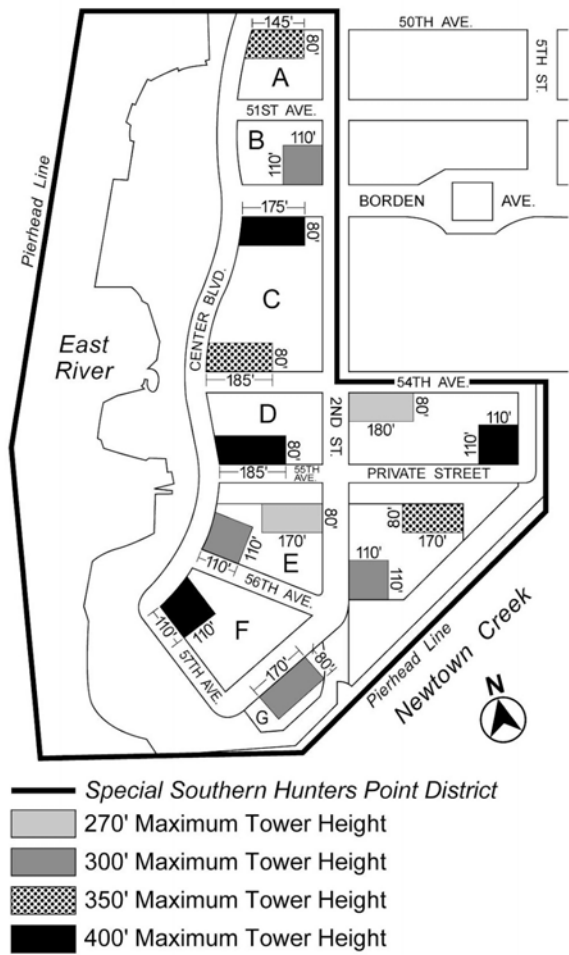 145'
50TH AVE.
80'
A
5TH ST.
51ST AVE.
B
110'
110'
Pierhead Line
BORDEN AVE.
175'
80'
CENTER BLVD.
C
East
River
80'
185'
54TH AVE.
D
80'
2ND ST.
80'
180'
110'
110'
185'
55TH
AVE.
PRIVATE STREET
80'
170'
80'
170'
110'
110'
E
110'
110'
56TH AVE.
110'
110'
F
57TH AVE.
170'
80'
G
Pierhead Line
Newtown Creek
N
Special Southern Hunters Point District
270' Maximum Tower Height
300' Maximum Tower Height
350' Maximum Tower Height
400' Maximum Tower Height